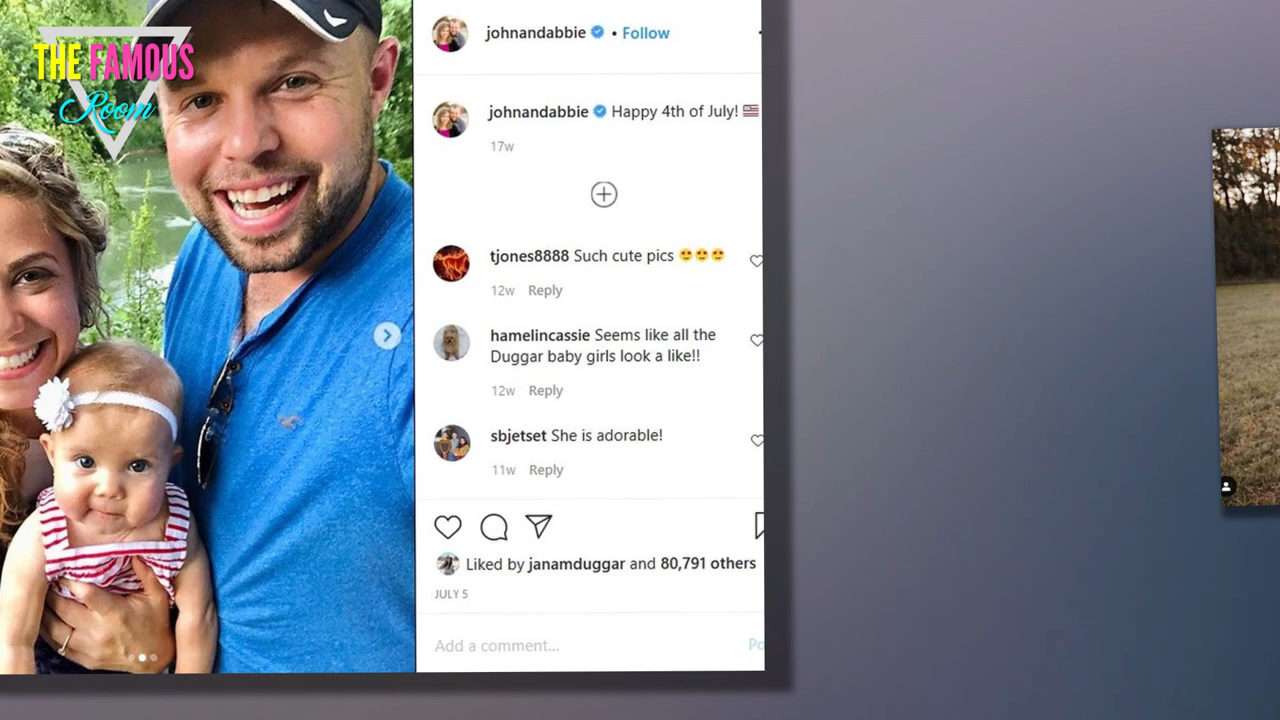 THE FAMOUS
Room
johnandabbie • Follow
johnandabbie Happy 4th of July! 🇺🇸
17w
tjones8888 Such cute pics 😍😍😍
12w Reply
hamelincassie Seems like all the
Duggar baby girls look a like!!
12w Reply
sbjetset She is adorable!
11w Reply
Liked by janamduggar and 80,791 others
JULY 5
Add a comment...